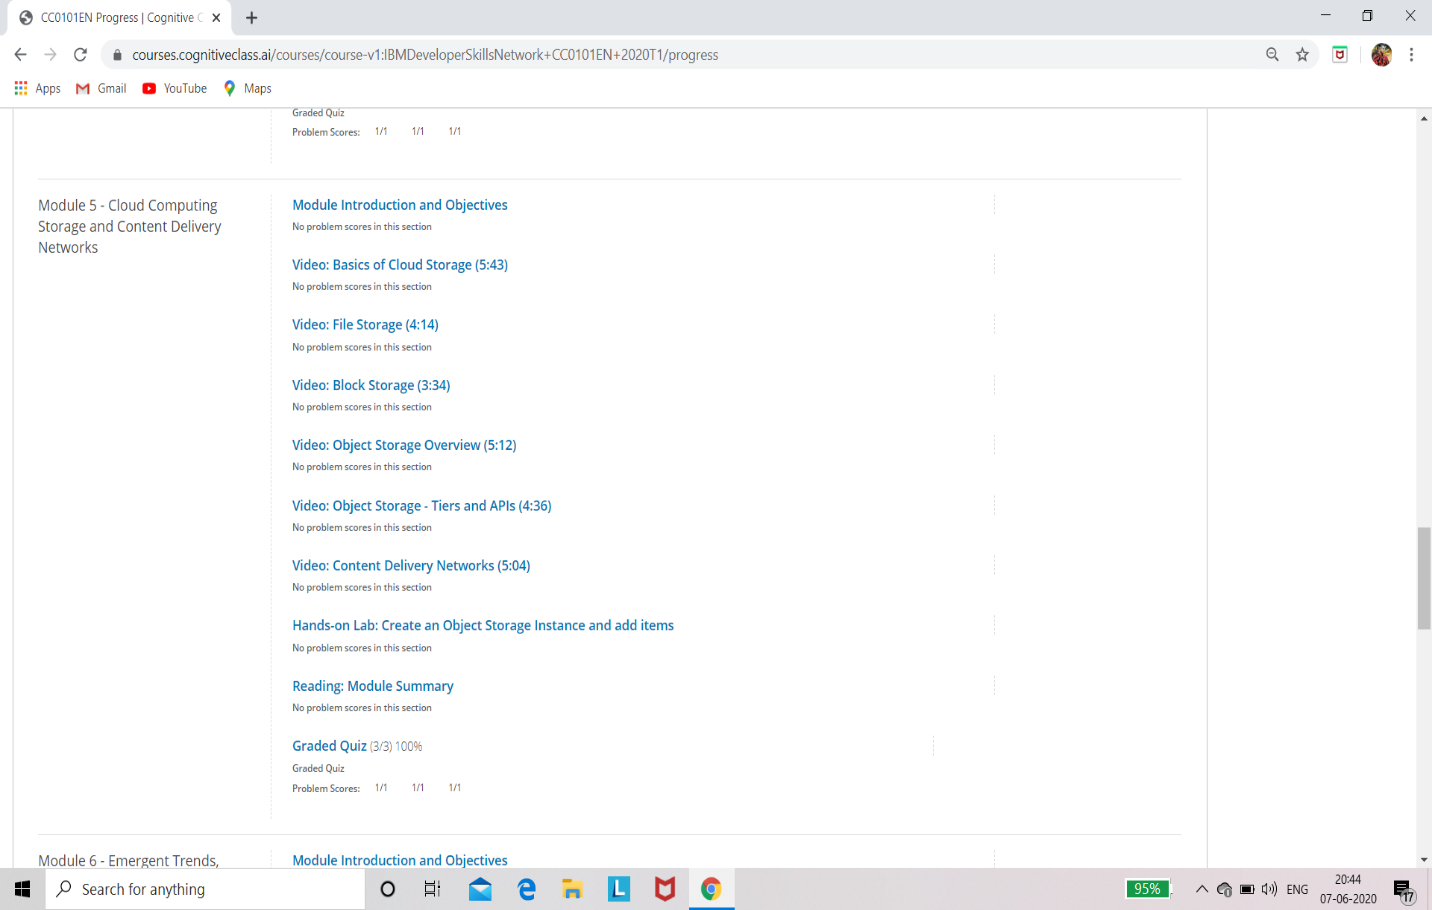 CC0101EN Progress | Cognitive C
courses.cognitiveclass.ai/courses/course-v1:IBMDeveloperSkillsNetwork+CC0101EN+2020T1/progress
Apps Gmail YouTube Maps
Graded Quiz
Problem Scores: 1/1 1/1 1/1
Module 5 - Cloud Computing
Storage and Content Delivery
Networks
Module Introduction and Objectives
No problem scores in this section
Video: Basics of Cloud Storage (5:43)
No problem scores in this section
Video: File Storage (4:14)
No problem scores in this section
Video: Block Storage (3:34)
No problem scores in this section
Video: Object Storage Overview (5:12)
No problem scores in this section
Video: Object Storage - Tiers and APIs (4:36)
No problem scores in this section
Video: Content Delivery Networks (5:04)
No problem scores in this section
Hands-on Lab: Create an Object Storage Instance and add items
No problem scores in this section
Reading: Module Summary
No problem scores in this section
Graded Quiz (3/3) 100%
Graded Quiz
Problem Scores: 1/1 1/1 1/1
Module 6 - Emergent Trends,
Module Introduction and Objectives
Search for anything
L
95%
ENG
20:44
07-06-2020
17